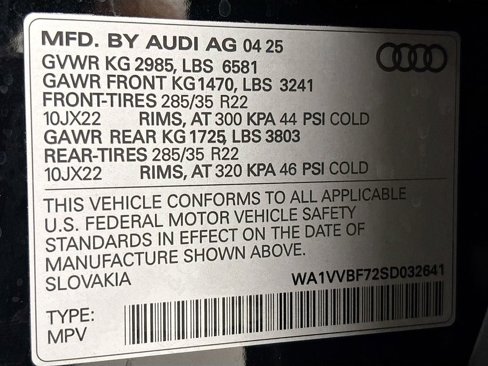 MFD. BY AUDI AG 04 25
GVWR KG 2985, LBS 6581
GAWR FRONT KG1470, LBS 3241
FRONT-TIRES 285/35 R22
10JX22 RIMS, AT 300 KPA 44 PSI COLD
GAWR REAR KG 1725, LBS 3803
REAR-TIRES 285/35 R22
10JX22 RIMS, AT 320 KPA 46 PSI COLD
THIS VEHICLE CONFORMS TO ALL APPLICABLE
U.S. FEDERAL MOTOR VEHICLE SAFETY
STANDARDS IN EFFECT ON THE DATE OF
MANUFACTURE SHOWN ABOVE.
SLOVAKIA WA1VVBF72SD032641
TYPE:
MPV